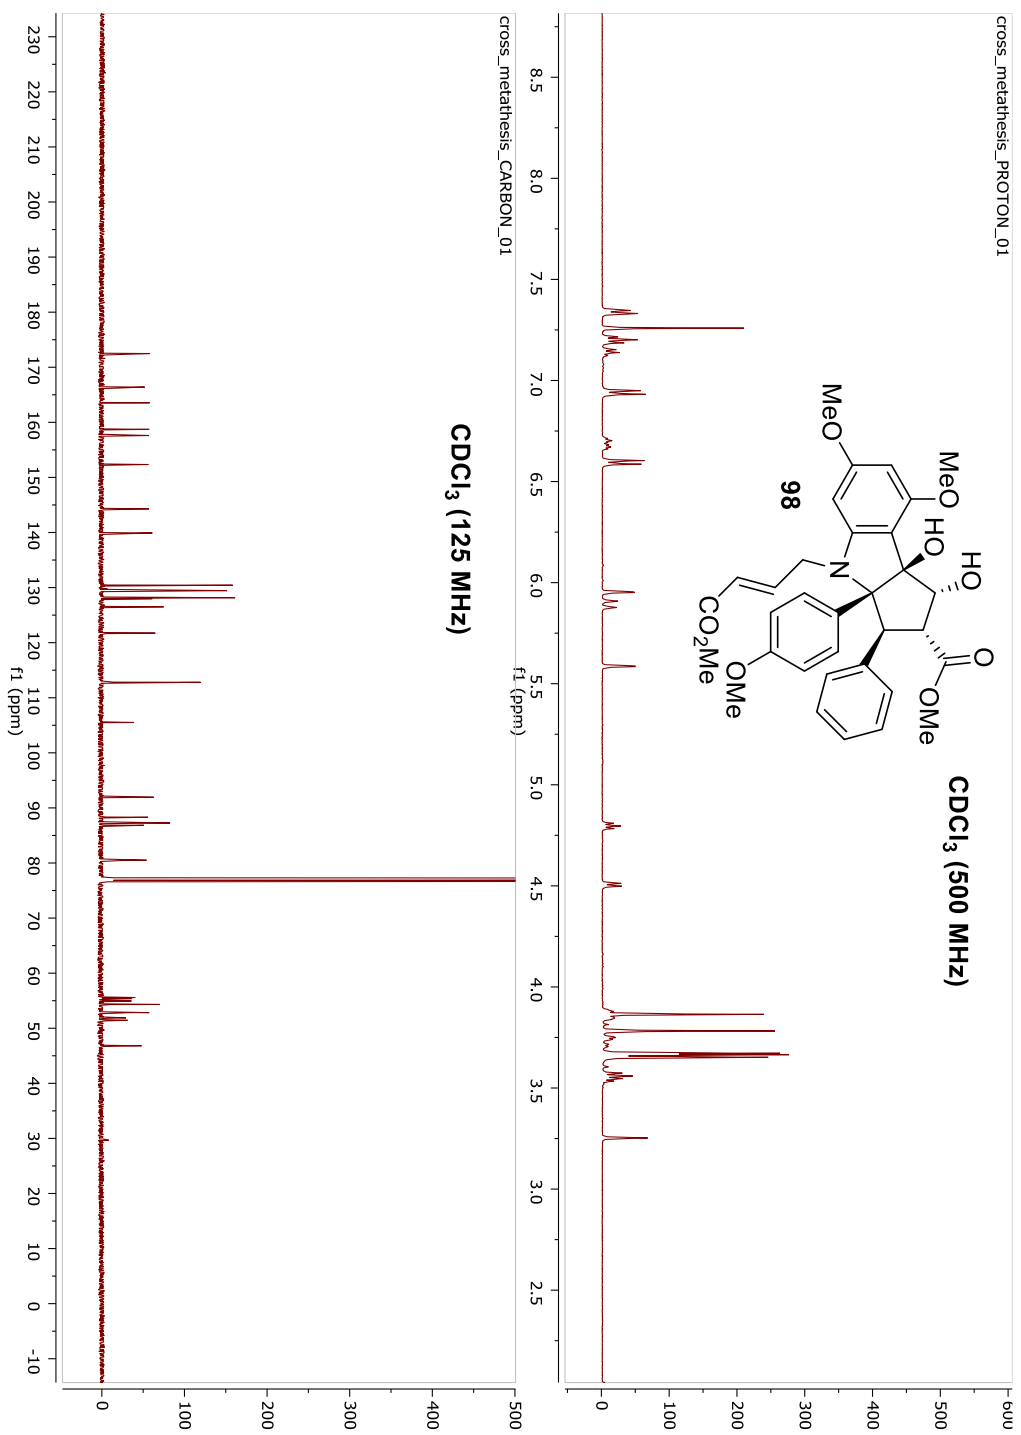 cross_metathesis_PROTON_01
MeO
MeO
HO
HO
O
OMe
N
98
CO2Me
OMe
CDCl3 (500 MHz)
600
500
400
300
200
100
0
8.5 8.0 7.5 7.0 6.5 6.0 5.5 5.0 4.5 4.0 3.5 3.0 2.5
f1 (ppm)
cross_metathesis_CARBON_01
CDCl3 (125 MHz)
500
400
300
200
100
0
230 220 210 200 190 180 170 160 150 140 130 120 110 100 90 80 70 60 50 40 30 20 10 0 -10
f1 (ppm)